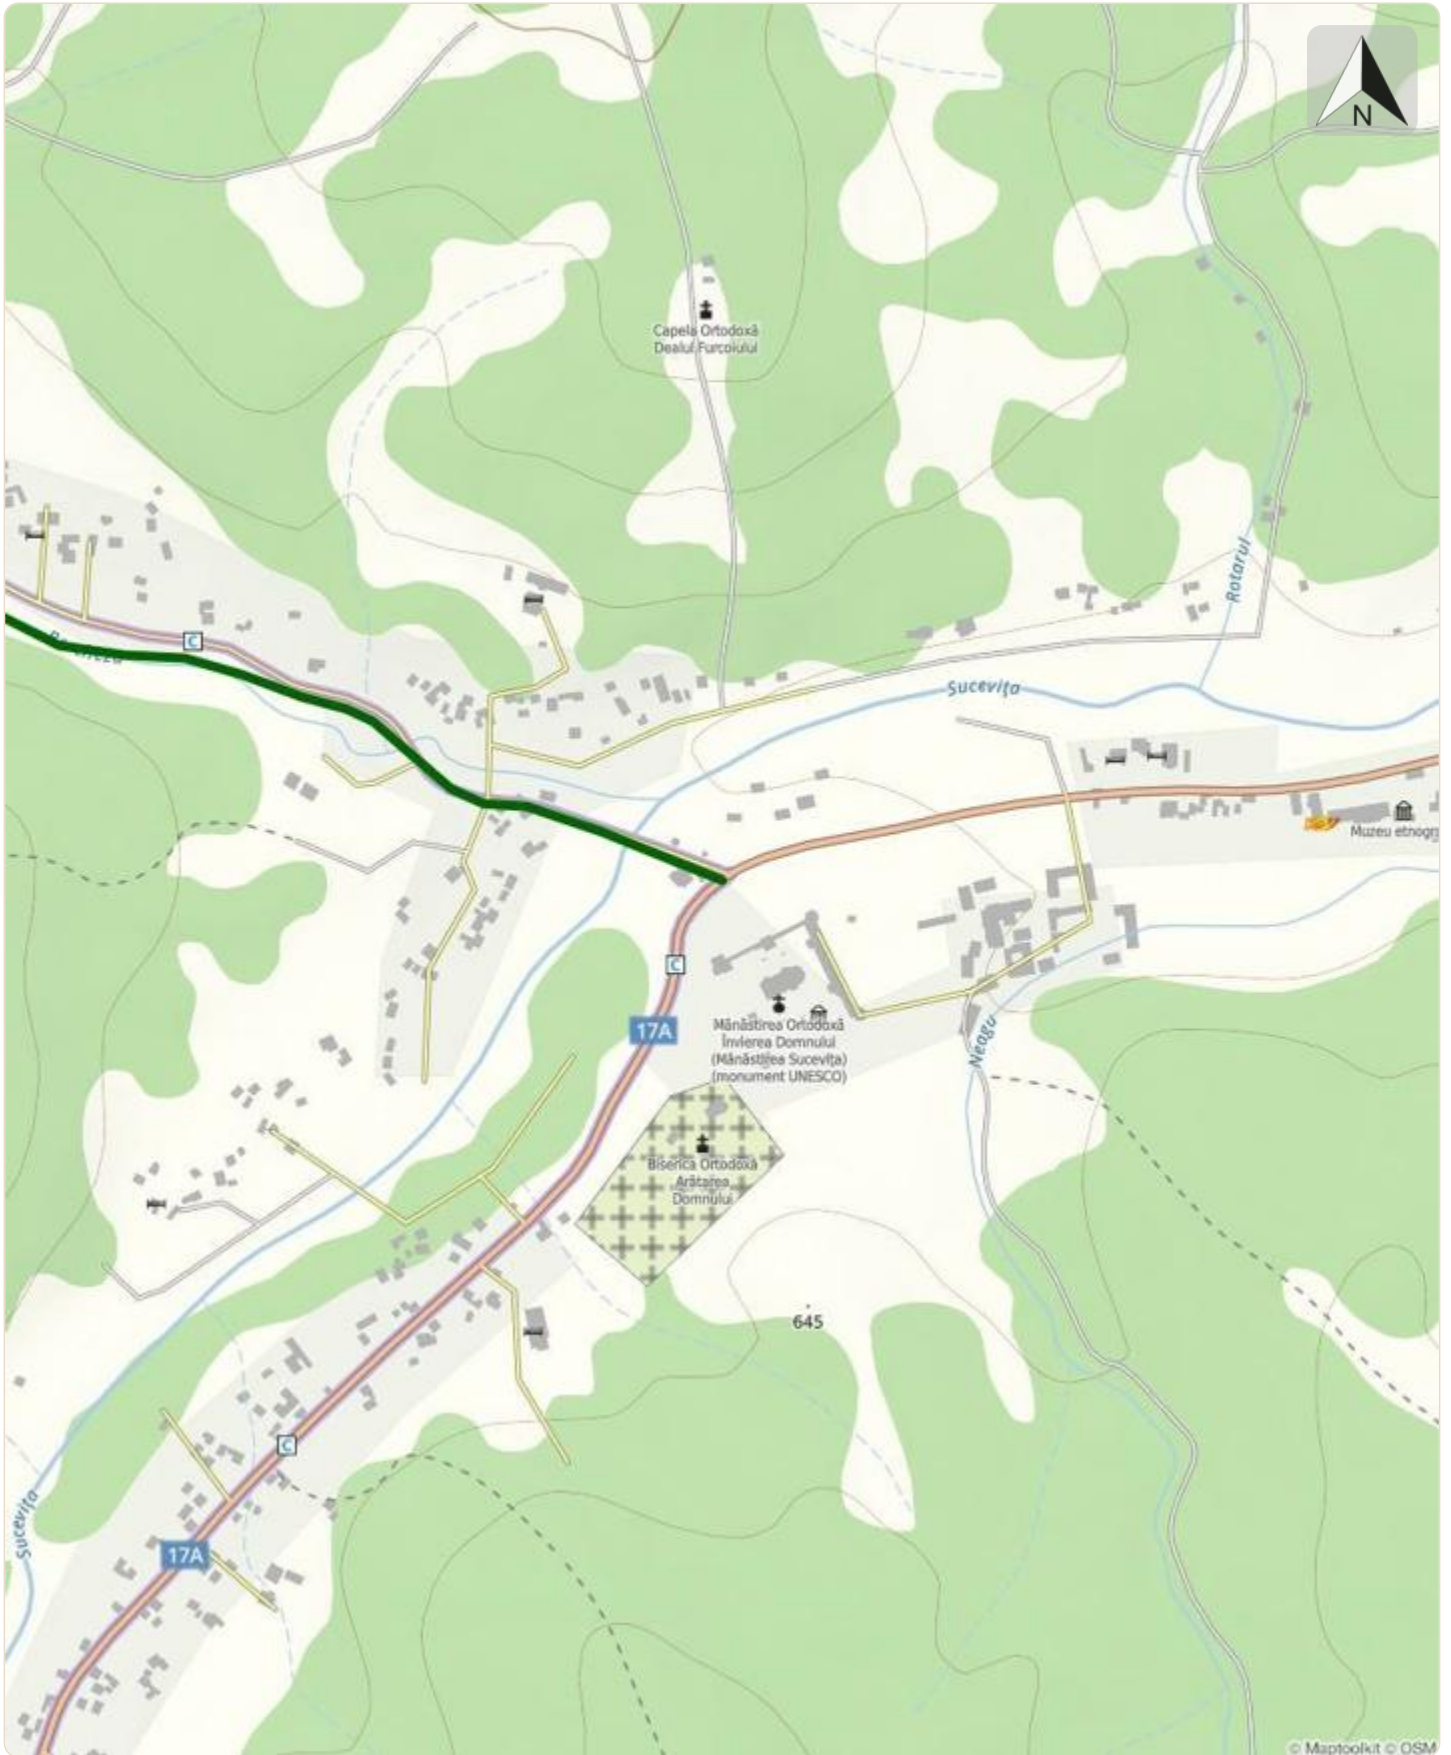 N
Capela Ortodoxă
Dealul Furcoiului
Rotarul
C
Sucevița
Muzeu etnogr
C
17A
Mănăstirea Ortodoxă
Învierea Domnului
(Mănăstirea Sucevița)
(monument UNESCO)
Neagu
Biserica Ortodoxă
Arătarea
Domnului
645
C
Sucevița
17A
© Maptoolkit © OSM